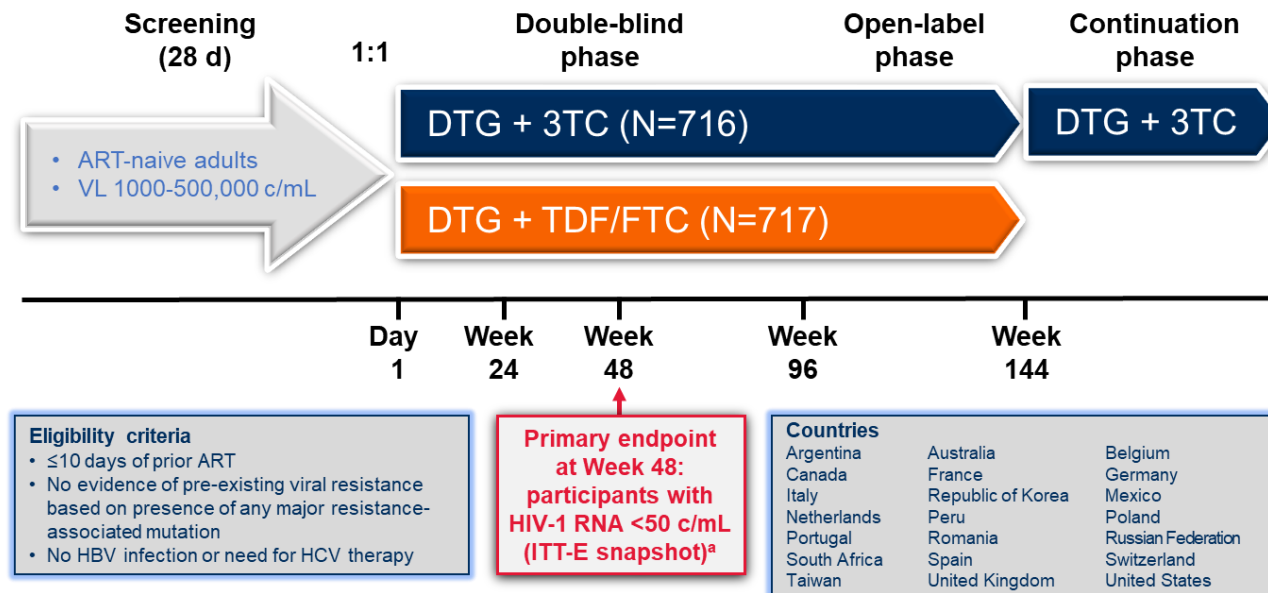 Screening
(28 d)
1:1
Double-blind
phase
Open-label
phase
Continuation
phase
• ART-naive adults
• VL 1000-500,000 c/mL
DTG + 3TC (N=716)
DTG + 3TC
DTG + TDF/FTC (N=717)
Day
1
Week
24
Week
48
Week
96
Week
144
Eligibility criteria
• ≤10 days of prior ART
• No evidence of pre-existing viral resistance
based on presence of any major resistance-
associated mutation
• No HBV infection or need for HCV therapy
Primary endpoint
at Week 48:
participants with
HIV-1 RNA <50 c/mL
(ITT-E snapshot)ᵃ
Countries
Argentina Australia Belgium
Canada France Germany
Italy Republic of Korea Mexico
Netherlands Peru Poland
Portugal Romania Russian Federation
South Africa Spain Switzerland
Taiwan United Kingdom United States